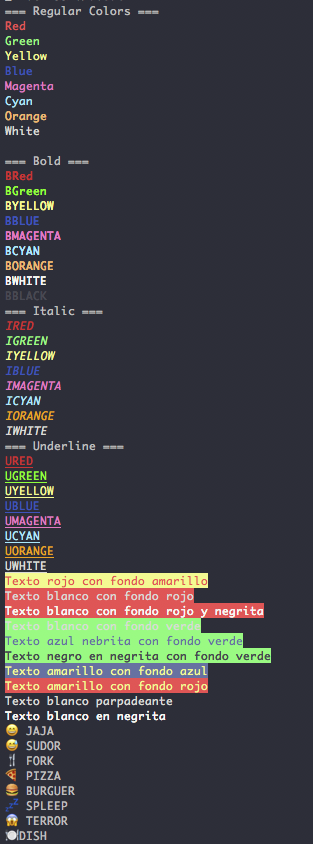 === Regular Colors ===
Red
Green
Yellow
Blue
Magenta
Cyan
Orange
White
=== Bold ===
BRed
BGreen
BYELLOW
BBLUE
BMAGENTA
BCYAN
BORANGE
BWHITE
BBLACK
=== Italic ===
IRED
IGREEN
IYELLOW
IBLUE
IMAGENTA
ICYAN
IORANGE
IWHITE
=== Underline ===
URED
UGREEN
UYELLOW
UBLUE
UMAGENTA
UCYAN
UORANGE
UWHITE
Texto rojo con fondo amarillo
Texto blanco con fondo rojo
Texto blanco con fondo rojo y negrita
Texto blanco con fondo verde
Texto azul nebrita con fondo verde
Texto negro en negrita con fondo verde
Texto amarillo con fondo azul
Texto amarillo con fondo rojo
Texto blanco parpadeante
Texto blanco en negrita
😀 JAJA
😅 SUDOR
🍴 FORK
🍕 PIZZA
🍔 BURGUER
💤 SPLEEP
😱 TERROR
🍽DISH